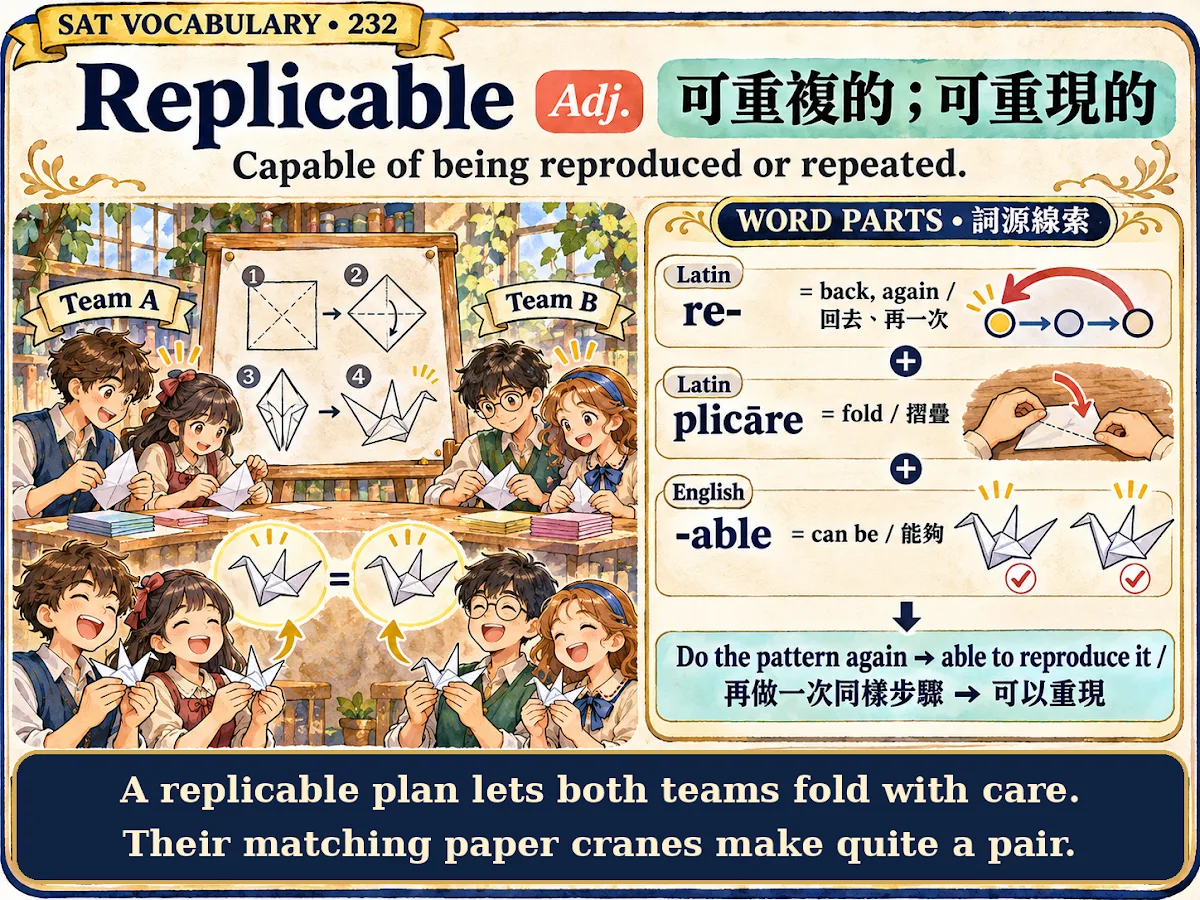 SAT VOCABULARY • 232
Replicable
Adj.
可重複的；可重現的
Capable of being reproduced or repeated.
Team A
Team B
1
2
3
4
=
WORD PARTS • 詞源線索
Latin
re-
= back, again /
回去、再一次
+
Latin
plicāre
= fold / 摺疊
+
English
-able
= can be / 能夠
Do the pattern again → able to reproduce it /
再做一次同樣步驟 → 可以重現
A replicable plan lets both teams fold with care.
Their matching paper cranes make quite a pair.